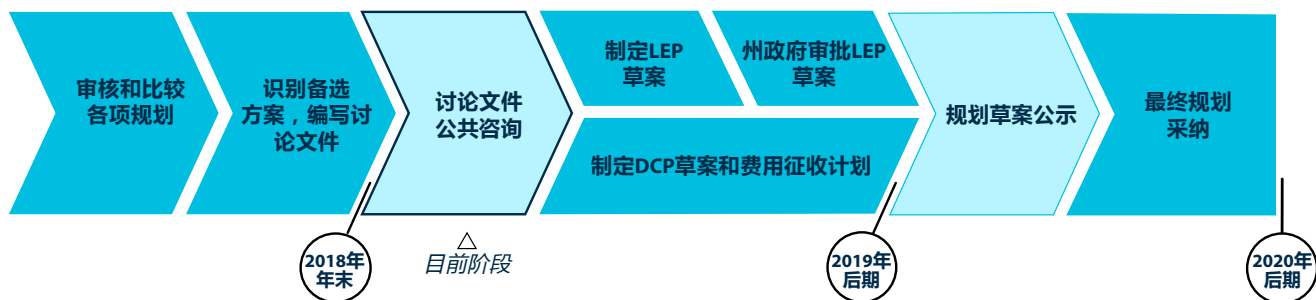 审核和比较
各项规划
识别备选
方案，编写讨
论文件
讨论文件
公共咨询
制定LEP
草案
州政府审批LEP
草案
制定DCP草案和费用征收计划
规划草案公示
最终规划
采纳
2018年
年末
△
目前阶段
2019年
后期
2020年
后期